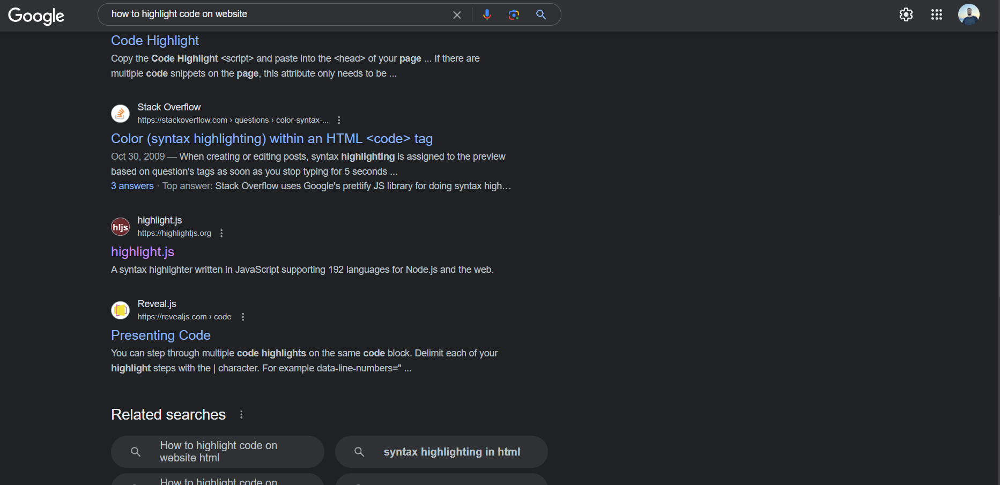 Google
how to highlight code on website
Code Highlight
Copy the Code Highlight <script> and paste into the <head> of your page ... If there are
multiple code snippets on the page, this attribute only needs to be ...
Stack Overflow
https://stackoverflow.com › questions › color-syntax-...
Color (syntax highlighting) within an HTML <code> tag
Oct 30, 2009 — When creating or editing posts, syntax highlighting is assigned to the preview
based on question's tags as soon as you stop typing for 5 seconds ...
3 answers · Top answer: Stack Overflow uses Google's prettify JS library for doing syntax high…
hljs
highlight.js
https://highlightjs.org
highlight.js
A syntax highlighter written in JavaScript supporting 192 languages for Node.js and the web.
Reveal.js
https://revealjs.com › code
Presenting Code
You can step through multiple code highlights on the same code block. Delimit each of your
highlight steps with the | character. For example data-line-numbers=" ...
Related searches
How to highlight code on
website html
syntax highlighting in html
How to highlight code on